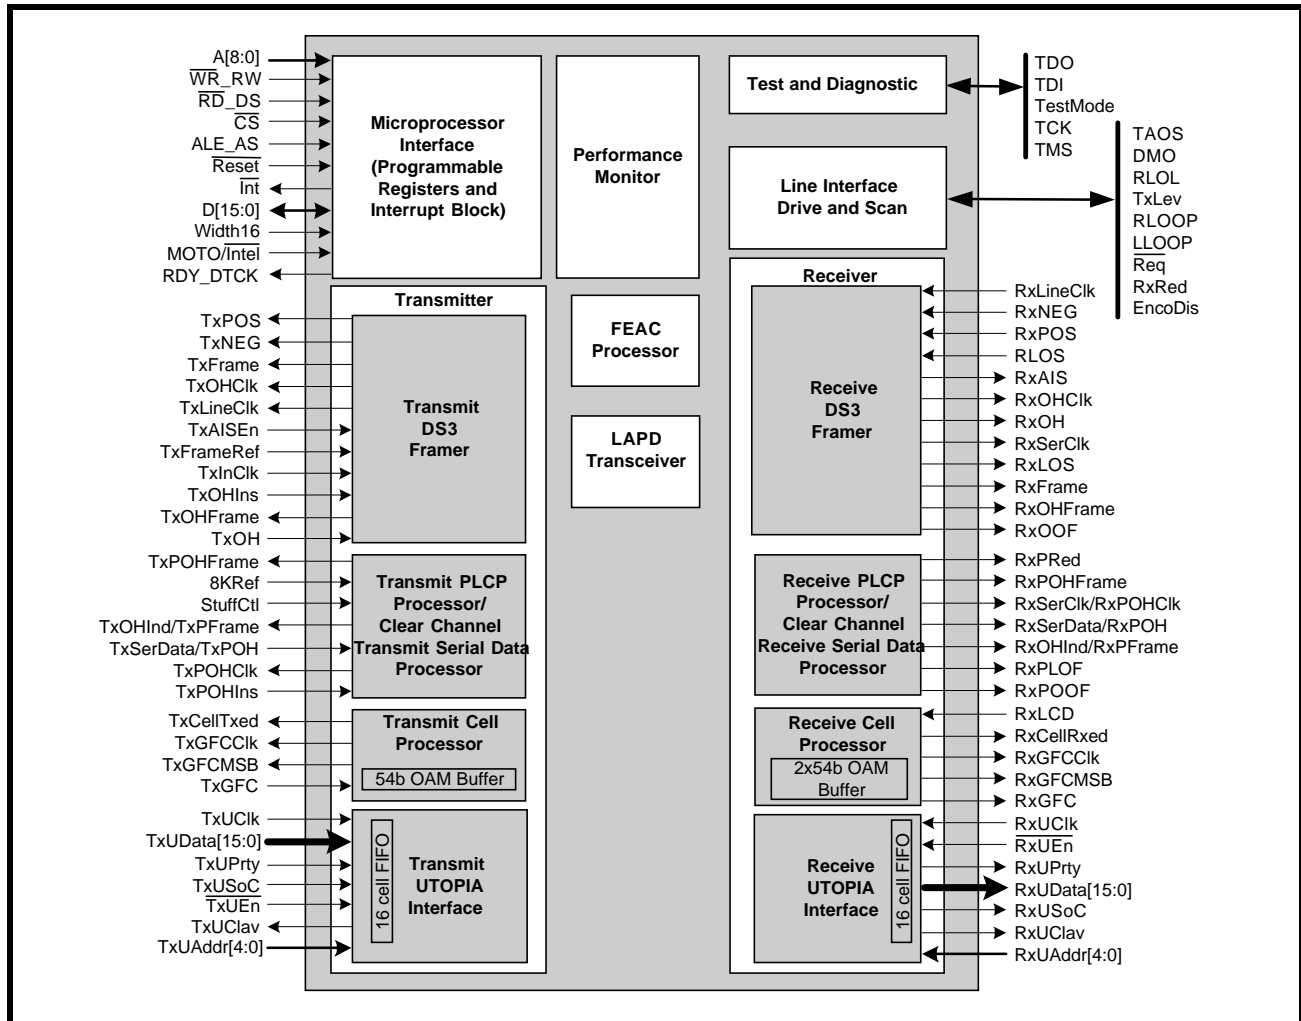 A[8:0]
WR_RW
RD_DS
CS
ALE_AS
Reset
Int
D[15:0]
Width16
MOTO/Intel
RDY_DTCK
Microprocessor
Interface
(Programmable
Registers and
Interrupt Block)
Performance
Monitor
Test and Diagnostic
TDO
TDI
TestMode
TCK
TMS
Line Interface
Drive and Scan
TAOS
DMO
RLOL
TxLev
RLOOP
LLOOP
Req
RxRed
EncoDis
Transmitter
TxPOS
TxNEG
TxFrame
TxOHClk
TxLineClk
TxAISEn
TxFrameRef
TxInClk
TxOHIns
TxOHFrame
TxOH
Transmit
DS3
Framer
TxPOHFrame
8KRef
StuffCtl
TxOHInd/TxPFrame
TxSerData/TxPOH
TxPOHClk
TxPOHIns
Transmit PLCP
Processor/
Clear Channel
Transmit Serial Data
Processor
TxCellTxed
TxGFCClk
TxGFCMSB
TxGFC
Transmit Cell
Processor
54b OAM Buffer
TxUClk
TxUData[15:0]
TxUPrty
TxUSoC
TxUEn
TxUClav
TxUAddr[4:0]
16 cell FIFO
Transmit
UTOPIA
Interface
FEAC
Processor
LAPD
Transceiver
Receiver
Receive
DS3
Framer
RxLineClk
RxNEG
RxPOS
RLOS
RxAIS
RxOHClk
RxOH
RxSerClk
RxLOS
RxFrame
RxOHFrame
RxOOF
Receive PLCP
Processor/
Clear Channel
Receive Serial Data
Processor
RxPRed
RxPOHFrame
RxSerClk/RxPOHClk
RxSerData/RxPOH
RxOHInd/RxPFrame
RxPLOF
RxPOOF
Receive Cell
Processor
2x54b OAM
Buffer
RxLCD
RxCellRxed
RxGFCClk
RxGFCMSB
RxGFC
Receive
UTOPIA
Interface
16 cell FIFO
RxUClk
RxUEn
RxUPrty
RxUData[15:0]
RxUSoC
RxUClav
RxUAddr[4:0]